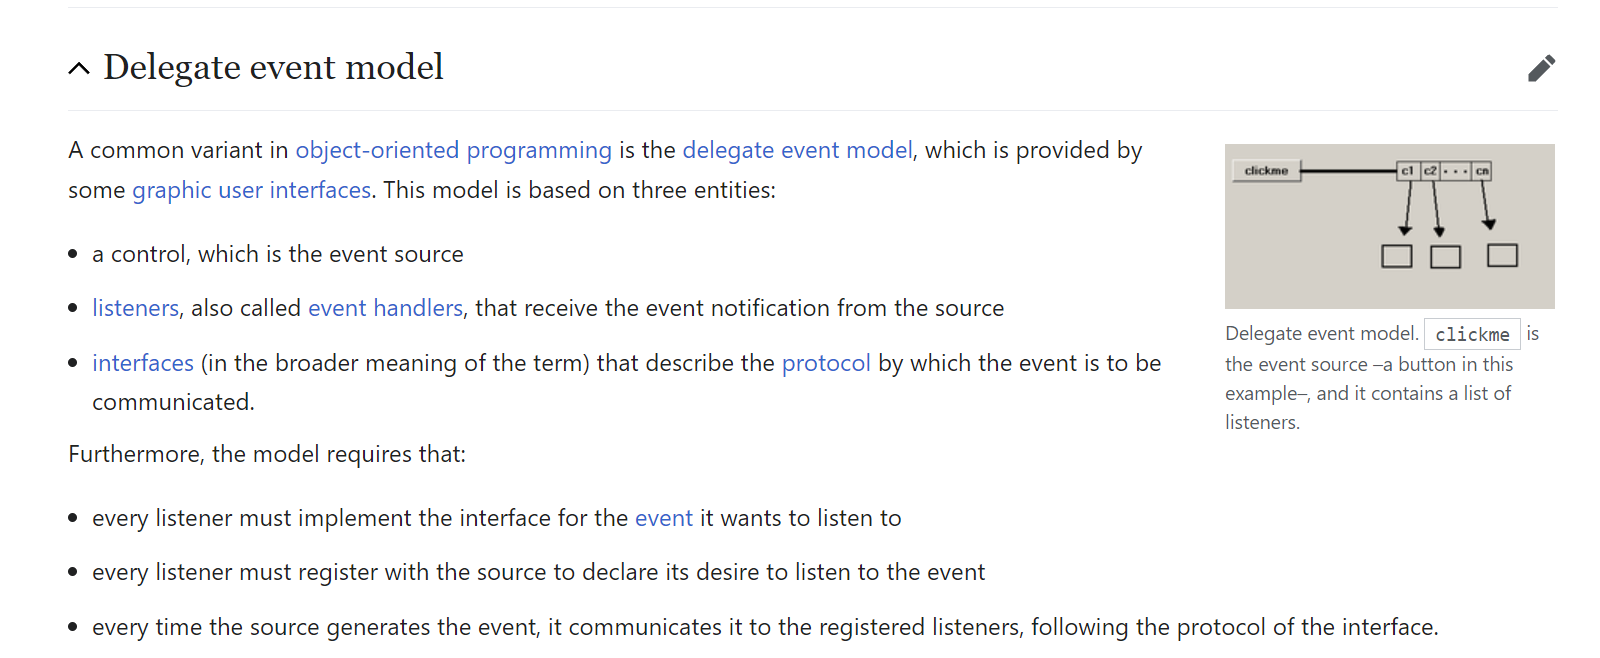 Delegate event model
A common variant in object-oriented programming is the delegate event model, which is provided by
some graphic user interfaces. This model is based on three entities:
a control, which is the event source
listeners, also called event handlers, that receive the event notification from the source
interfaces (in the broader meaning of the term) that describe the protocol by which the event is to be
communicated.
Furthermore, the model requires that:
every listener must implement the interface for the event it wants to listen to
every listener must register with the source to declare its desire to listen to the event
every time the source generates the event, it communicates it to the registered listeners, following the protocol of the interface.
clickme c1 c2 • • • cn
Delegate event model. clickme is
the event source –a button in this
example–, and it contains a list of
listeners.